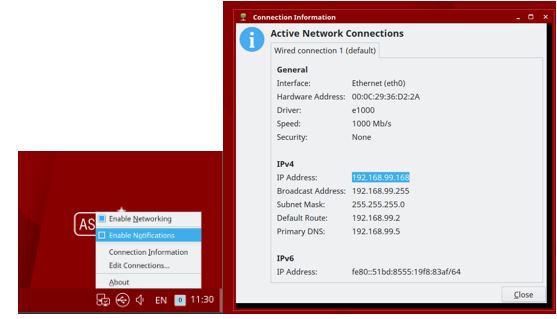 AS
Enable Networking
Enable Notifications
Connection Information
Edit Connections...
About
EN 0 11:30
Connection Information
Active Network Connections
Wired connection 1 (default)
General
Interface: Ethernet (eth0)
Hardware Address: 00:0C:29:36:D2:2A
Driver: e1000
Speed: 1000 Mb/s
Security: None
IPv4
IP Address: 192.168.99.168
Broadcast Address: 192.168.99.255
Subnet Mask: 255.255.255.0
Default Route: 192.168.99.2
Primary DNS: 192.168.99.5
IPv6
IP Address: fe80::51bd:8555:19f8:83af/64
Close